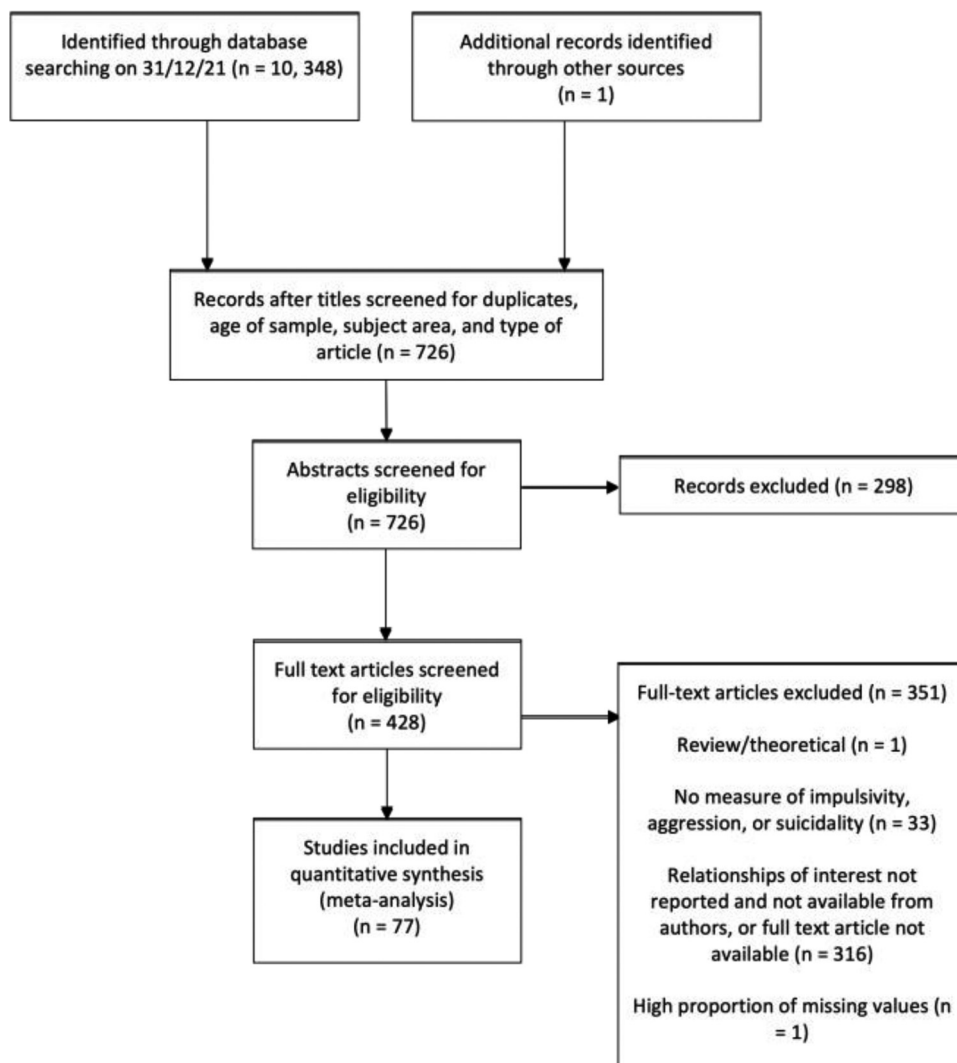 Identified through database
searching on 31/12/21 (n = 10, 348)
Additional records identified
through other sources
(n = 1)
Records after titles screened for duplicates,
age of sample, subject area, and type of
article (n = 726)
Abstracts screened for
eligibility
(n = 726)
Records excluded (n = 298)
Full text articles screened
for eligibility
(n = 428)
Full-text articles excluded (n = 351)
Review/theoretical (n = 1)
No measure of impulsivity,
aggression, or suicidality (n = 33)
Relationships of interest not
reported and not available from
authors, or full text article not
available (n = 316)
High proportion of missing values (n
= 1)
Studies included in
quantitative synthesis
(meta-analysis)
(n = 77)